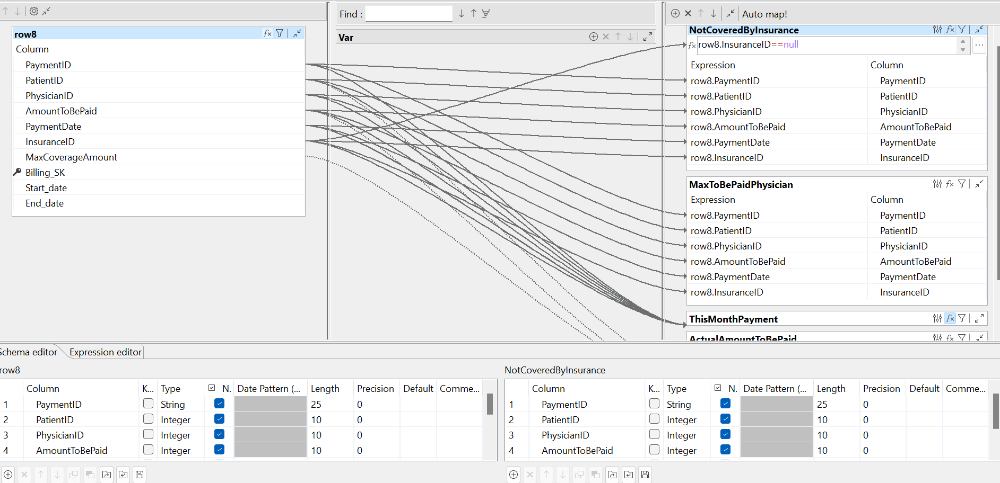 Find :
Auto map!
row8
Column
PaymentID
PatientID
PhysicianID
AmountToBePaid
PaymentDate
InsuranceID
MaxCoverageAmount
Billing_SK
Start_date
End_date
Var
NotCoveredByInsurance
row8.InsuranceID==null
Expression Column
row8.PaymentID PaymentID
row8.PatientID PatientID
row8.PhysicianID PhysicianID
row8.AmountToBePaid AmountToBePaid
row8.PaymentDate PaymentDate
row8.InsuranceID InsuranceID
MaxToBePaidPhysician
Expression Column
row8.PaymentID PaymentID
row8.PatientID PatientID
row8.PhysicianID PhysicianID
row8.AmountToBePaid AmountToBePaid
row8.PaymentDate PaymentDate
row8.InsuranceID InsuranceID
ThisMonthPayment
ActualAmountToBePaid
Schema editor Expression editor
row8
Column K... Type N. Date Pattern (... Length Precision Default Comme...
1 PaymentID String 25 0
2 PatientID Integer 10 0
3 PhysicianID Integer 10 0
4 AmountToBePaid Integer 10 0
NotCoveredByInsurance
Column K... Type N. Date Pattern (... Length Precision Default Comme...
1 PaymentID String 25 0
2 PatientID Integer 10 0
3 PhysicianID Integer 10 0
4 AmountToBePaid Integer 10 0